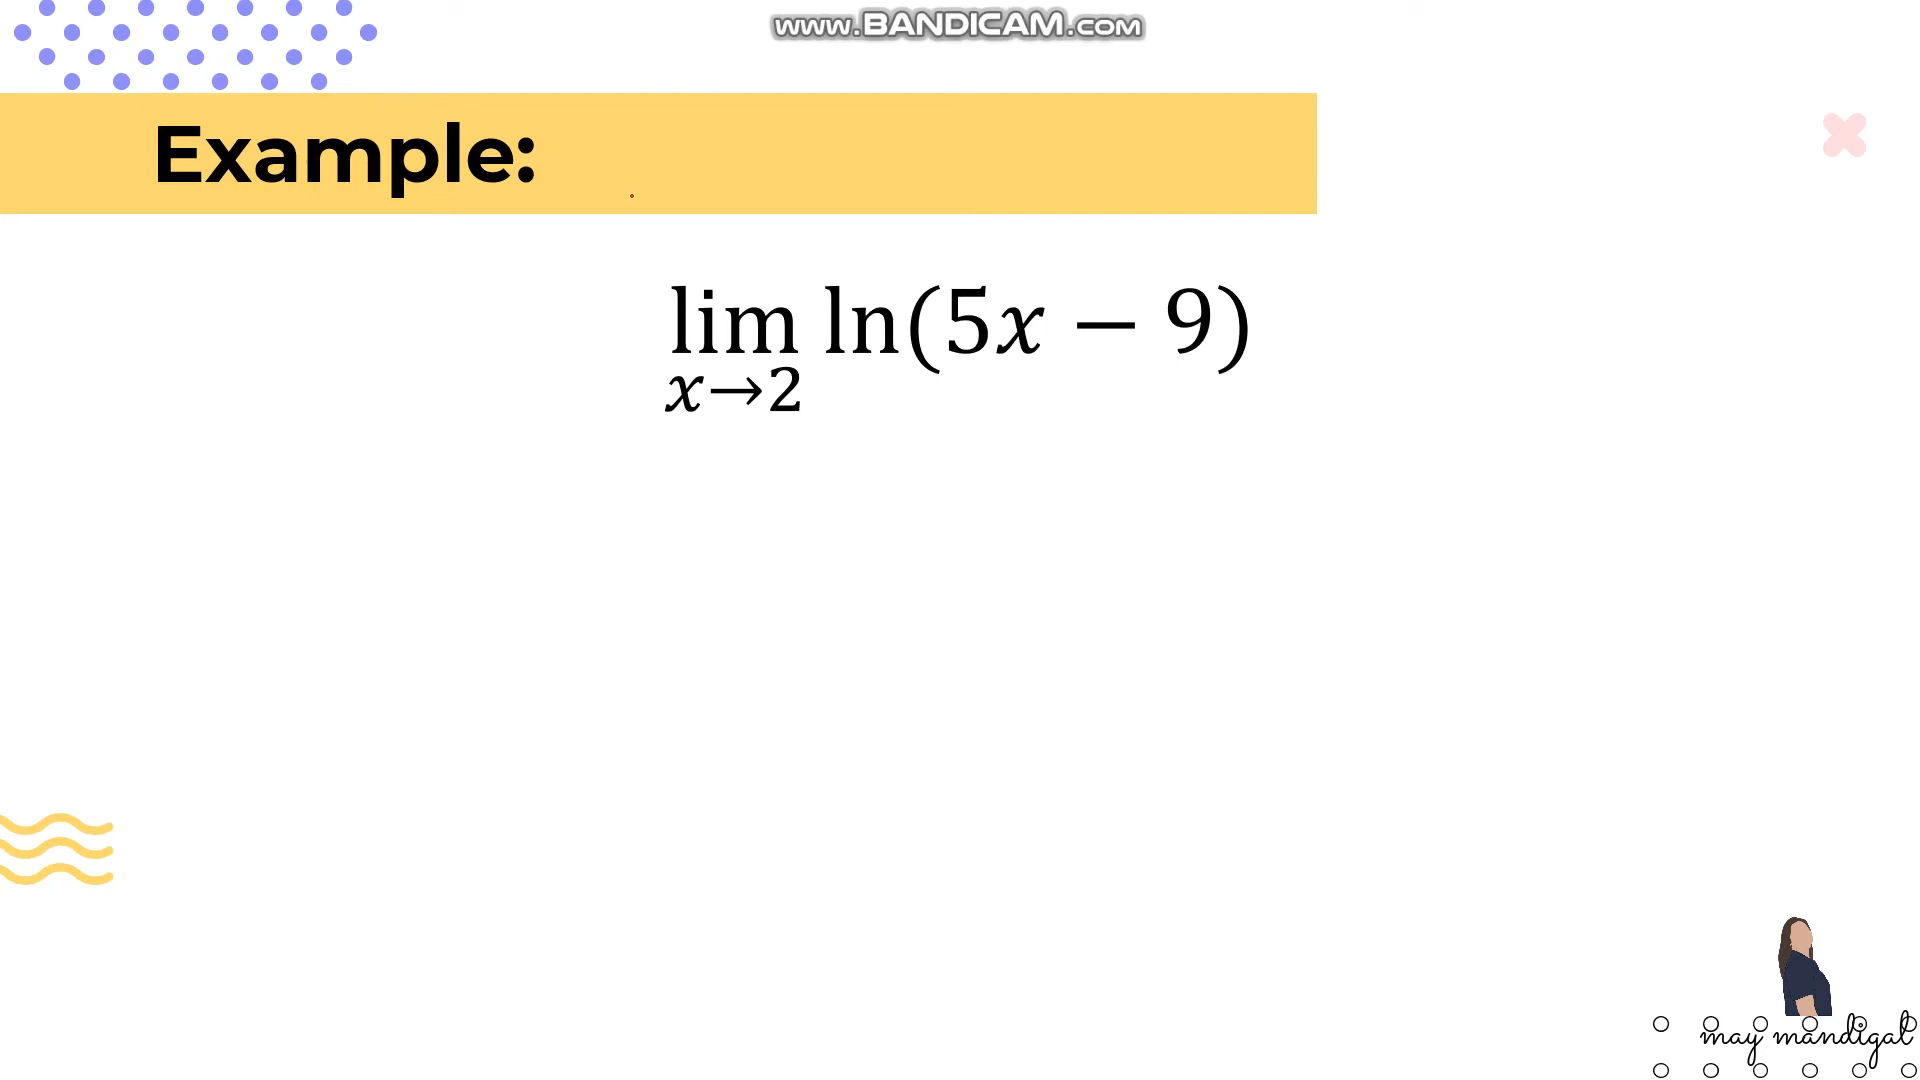 www.BANDICAM.com
Example:
lim ln(5x − 9)
x→2
may mandigal